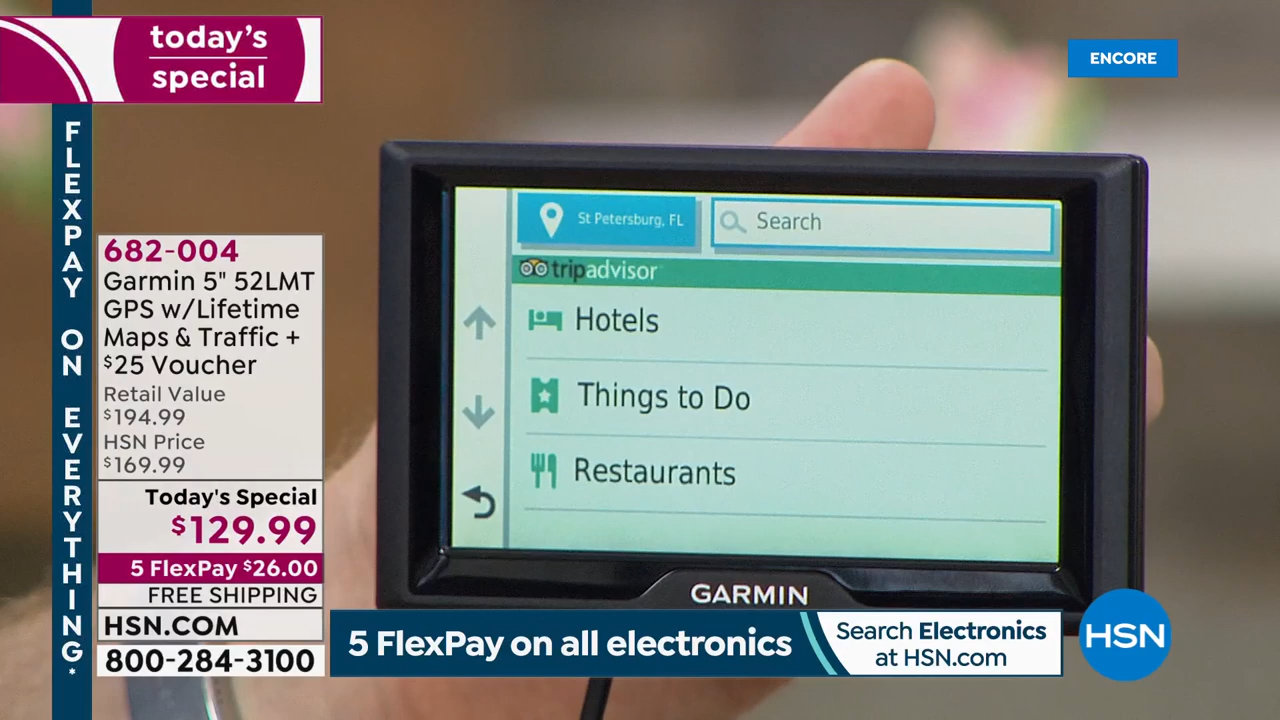 today's
special
ENCORE
FLEXPAY ON EVERYTHING*
682-004
Garmin 5" 52LMT
GPS w/Lifetime
Maps & Traffic +
$25 Voucher
Retail Value
$194.99
HSN Price
$169.99
Today's Special
$129.99
5 FlexPay $26.00
FREE SHIPPING
HSN.COM
800-284-3100
St Petersburg, FL
Search
tripadvisor
Hotels
Things to Do
Restaurants
GARMIN
5 FlexPay on all electronics
Search Electronics
at HSN.com
HSN